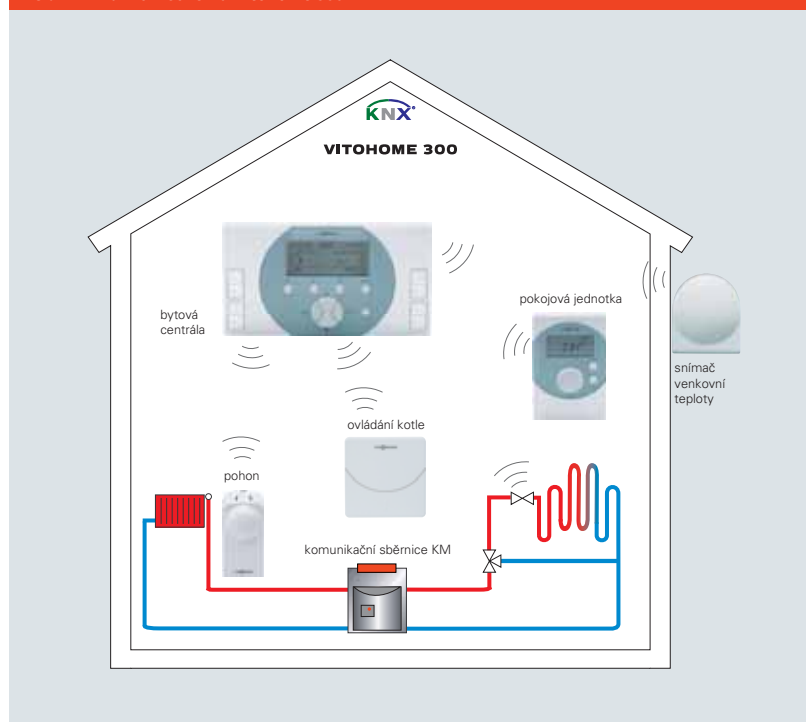 KNX
VITOHOME 300
bytová
centrála
pokojová jednotka
snímač
venkovní
teploty
ovládání kotle
pohon
komunikační sběrnice KM